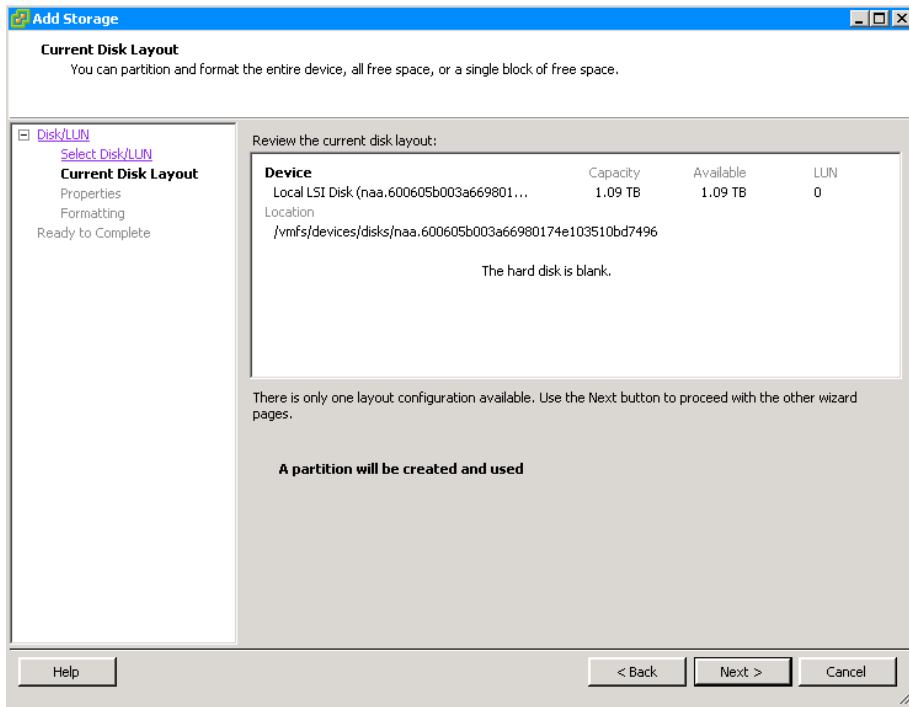 Add Storage
Current Disk Layout
You can partition and format the entire device, all free space, or a single block of free space.
Disk/LUN
Select Disk/LUN
Current Disk Layout
Properties
Formatting
Ready to Complete
Review the current disk layout:
Device Capacity Available LUN
Local LSI Disk (naa.600605b003a669801... 1.09 TB 1.09 TB 0
Location
/vmfs/devices/disks/naa.600605b003a66980174e103510bd7496
The hard disk is blank.
There is only one layout configuration available. Use the Next button to proceed with the other wizard
pages.
A partition will be created and used
Help < Back Next > Cancel